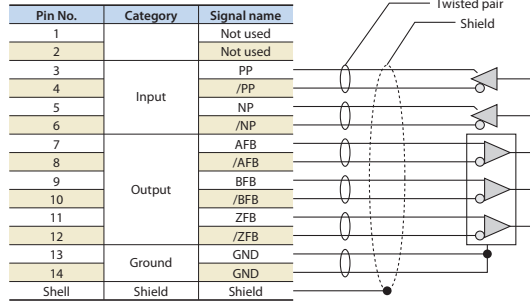 Twisted pair
Shield
Pin No. Category Signal name
1 Not used
2 Not used
3 PP
4 /PP
Input
5 NP
6 /NP
7 AFB
8 /AFB
9 BFB
Output
10 /BFB
11 ZFB
12 /ZFB
13 GND
Ground
14 GND
Shell Shield Shield